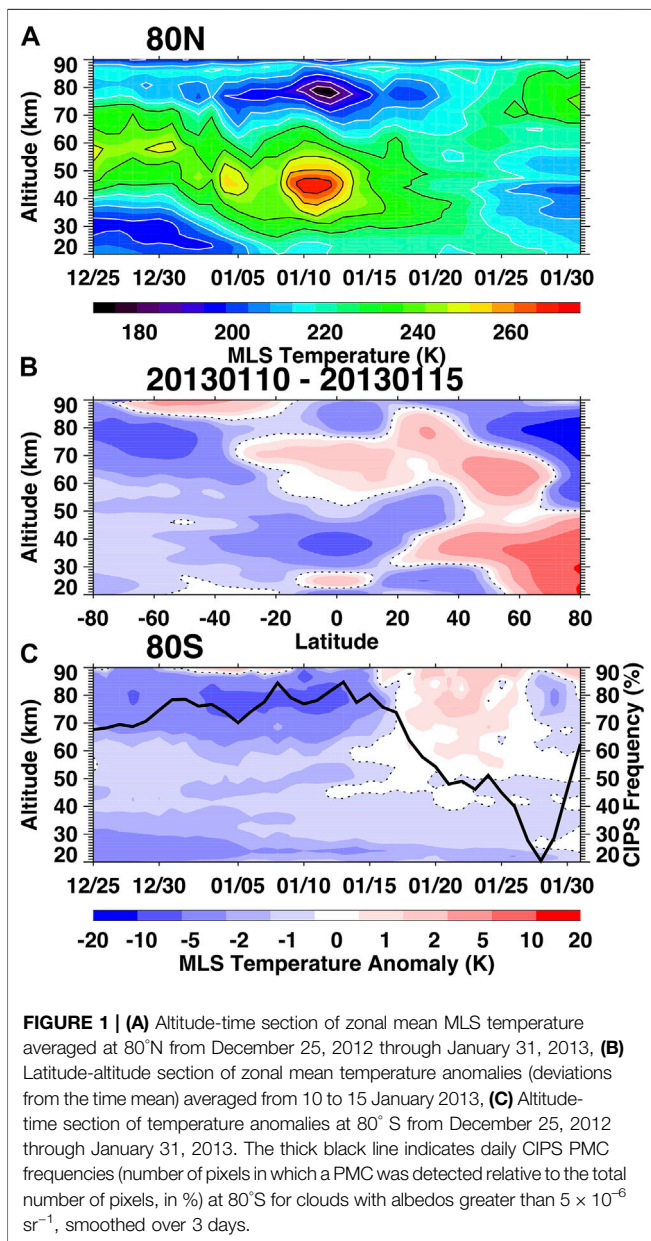 A
80N
Altitude (km)
90
80
70
60
50
40
30
20
12/25 12/30 01/05 01/10 01/15 01/20 01/25 01/30
180 200 220 240 260
MLS Temperature (K)
B
20130110 - 20130115
Altitude (km)
90
80
70
60
50
40
30
20
-80 -60 -40 -20 0 20 40 60 80
Latitude
C
80S
Altitude (km)
90
80
70
60
50
40
30
20
90
80
70
60
50
40
30
20
CIPS Frequency (%)
12/25 12/30 01/05 01/10 01/15 01/20 01/25 01/30
-20 -10 -5 -2 -1 0 1 2 5 10 20
MLS Temperature Anomaly (K)
FIGURE 1 | (A) Altitude-time section of zonal mean MLS temperature
averaged at 80°N from December 25, 2012 through January 31, 2013, (B)
Latitude-altitude section of zonal mean temperature anomalies (deviations
from the time mean) averaged from 10 to 15 January 2013, (C) Altitude-
time section of temperature anomalies at 80° S from December 25, 2012
through January 31, 2013. The thick black line indicates daily CIPS PMC
frequencies (number of pixels in which a PMC was detected relative to the total
number of pixels, in %) at 80°S for clouds with albedos greater than 5 × 10⁻⁶
sr⁻¹, smoothed over 3 days.